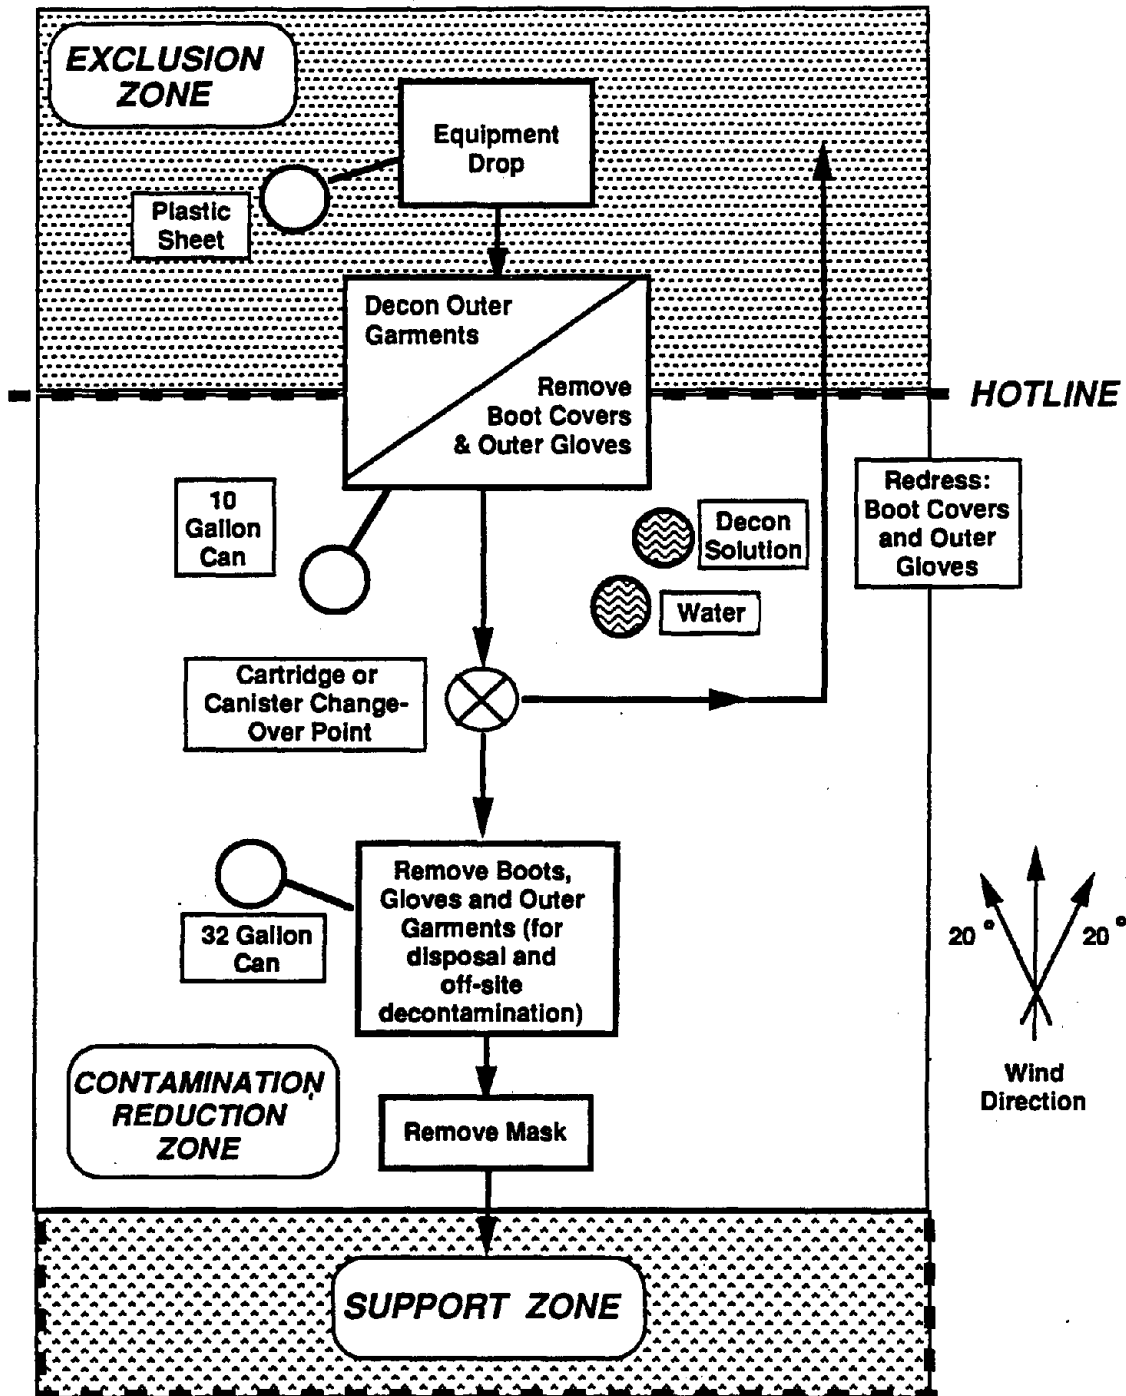 EXCLUSION
ZONE
Equipment
Drop
Plastic
Sheet
Decon Outer
Garments
Remove
Boot Covers
& Outer Gloves
HOTLINE
10
Gallon
Can
Decon
Solution
Water
Redress:
Boot Covers
and Outer
Gloves
Cartridge or
Canister Change-
Over Point
32 Gallon
Can
Remove Boots,
Gloves and Outer
Garments (for
disposal and
off-site
decontamination)
20°
20°
Wind
Direction
CONTAMINATION
REDUCTION
ZONE
Remove Mask
SUPPORT ZONE